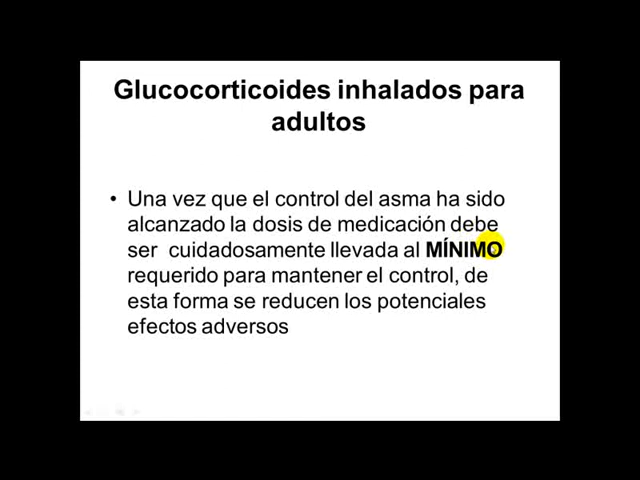 Glucocorticoides inhalados para
adultos
• Una vez que el control del asma ha sido
alcanzado la dosis de medicación debe
ser cuidadosamente llevada al MÍNIMO
requerido para mantener el control, de
esta forma se reducen los potenciales
efectos adversos